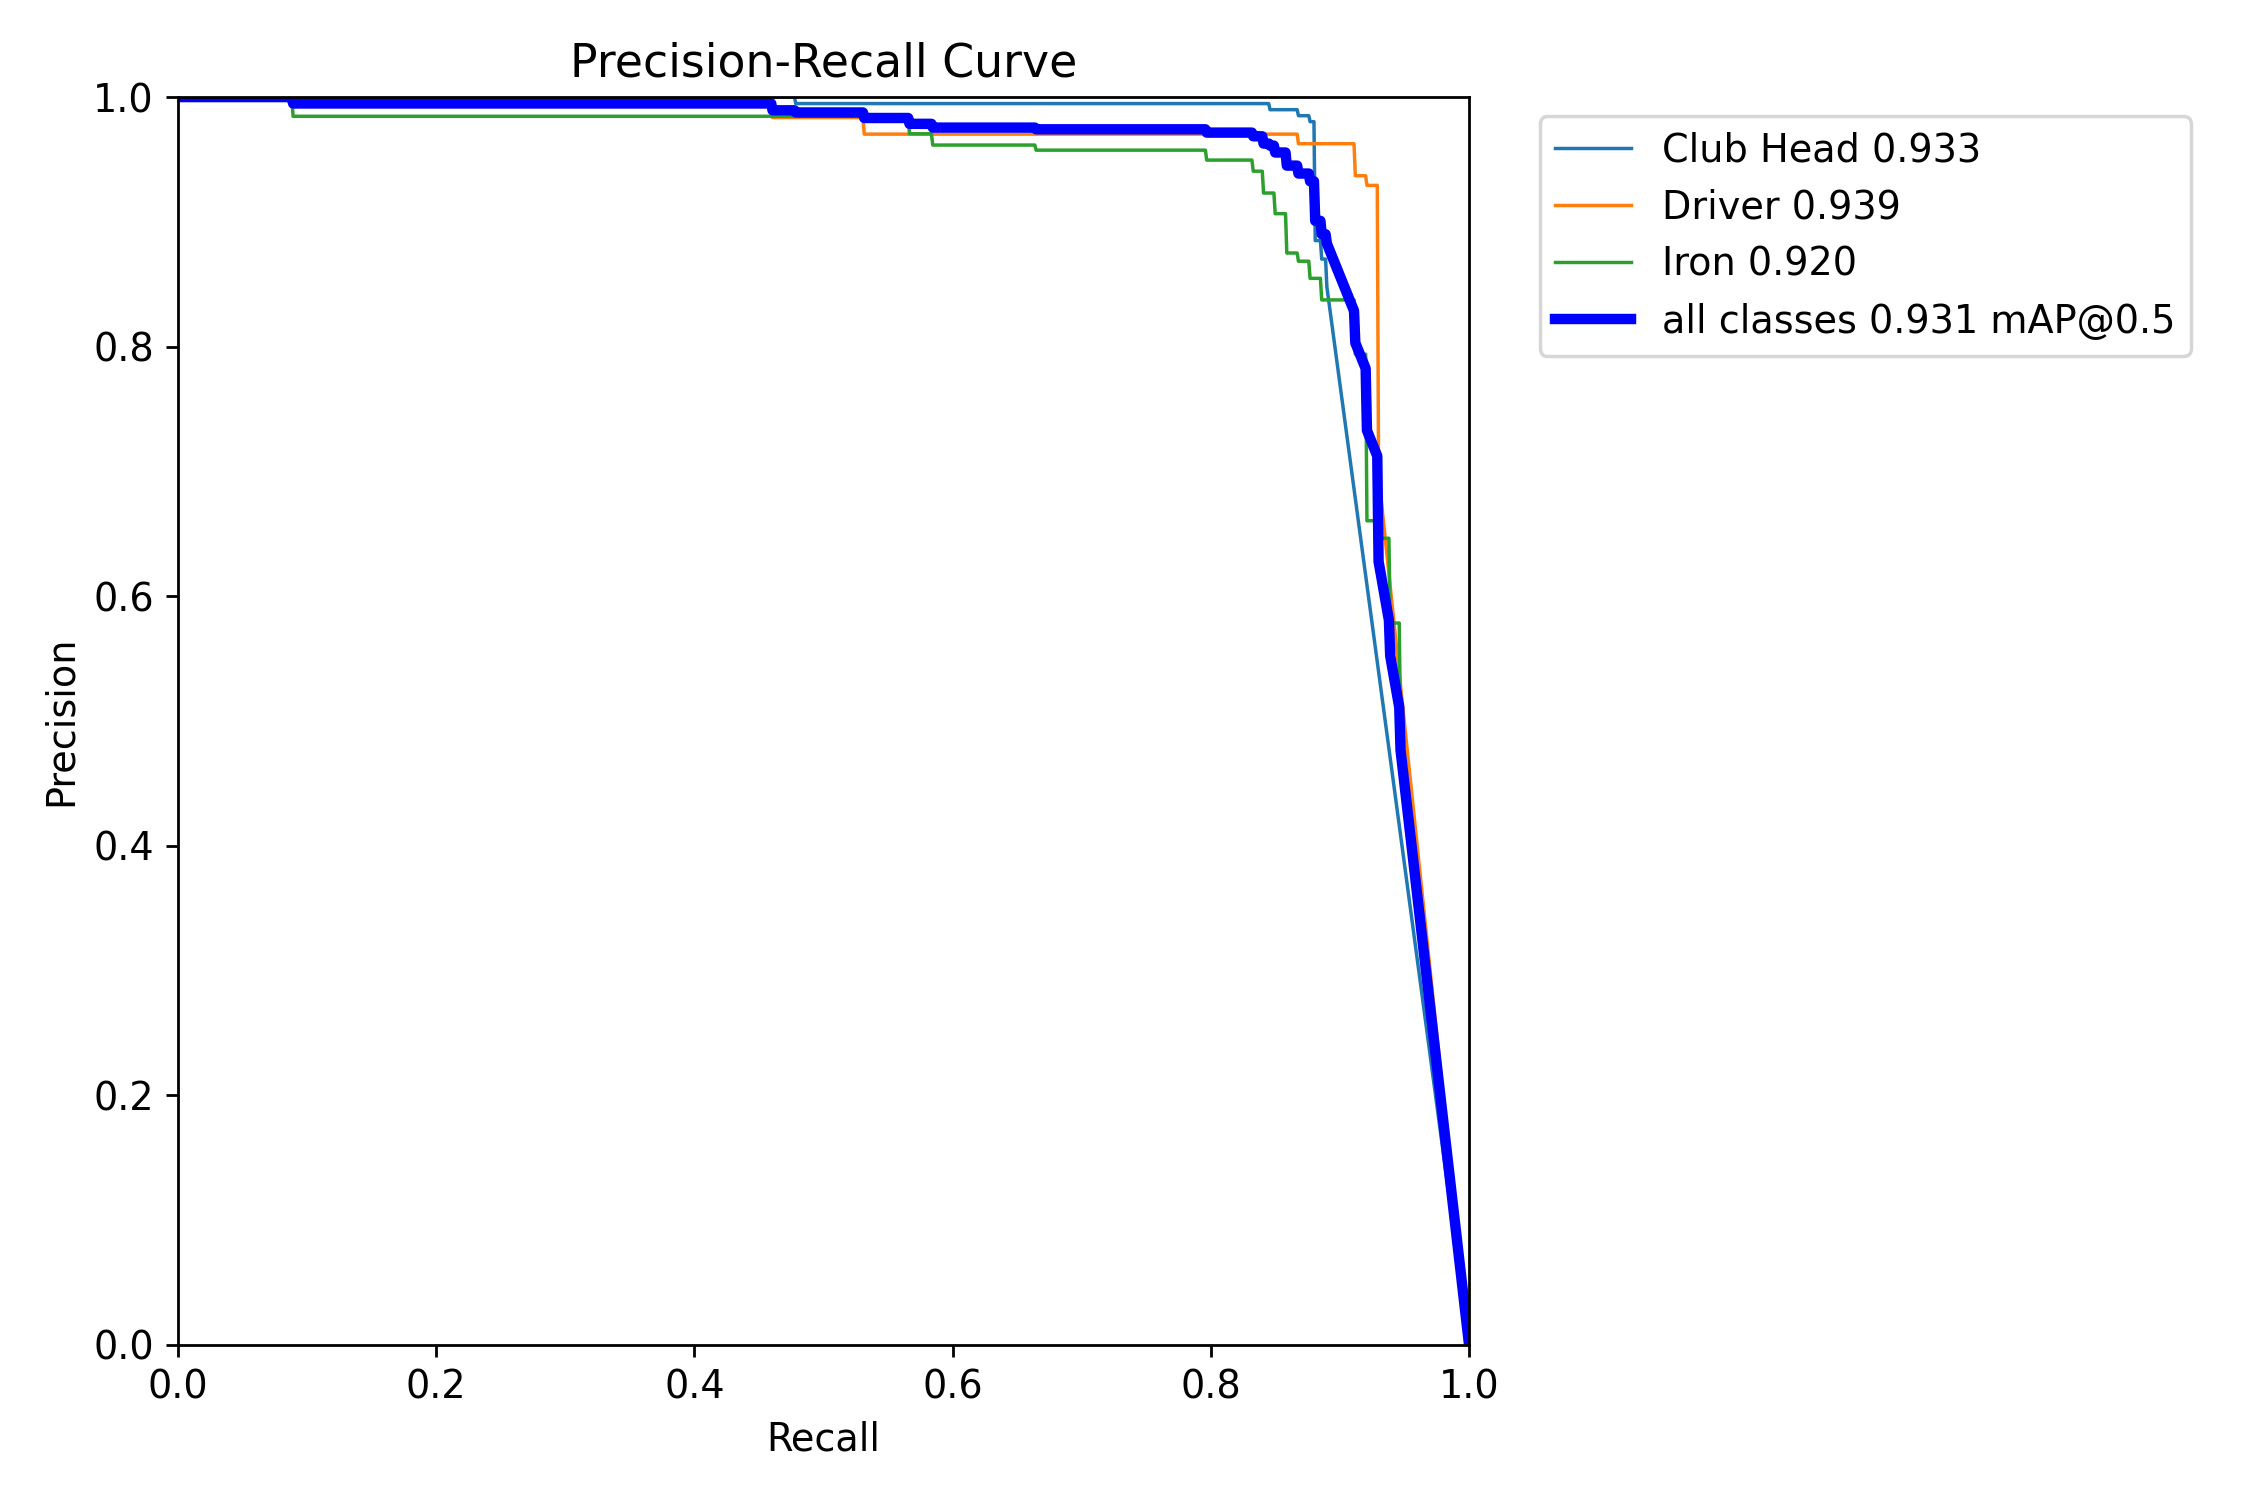 Precision-Recall Curve
1.0
0.8
0.6
0.4
0.2
0.0
Precision
0.0 0.2 0.4 0.6 0.8 1.0
Recall
Club Head 0.933
Driver 0.939
Iron 0.920
all classes 0.931 mAP@0.5